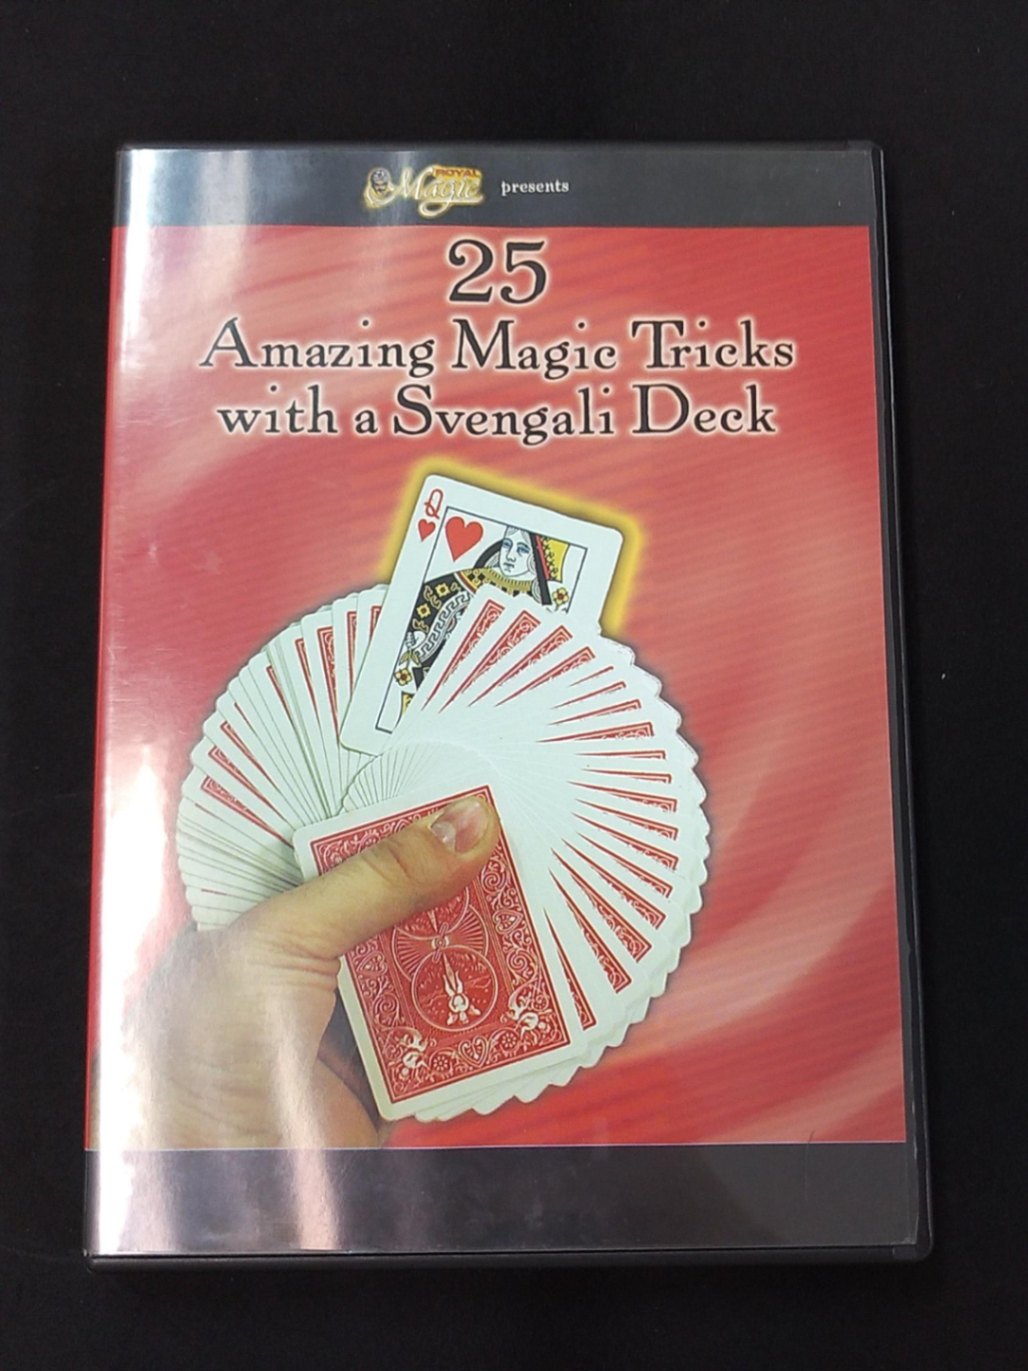 ROYAL
Magic presents
25
Amazing Magic Tricks
with a Svengali Deck
Q